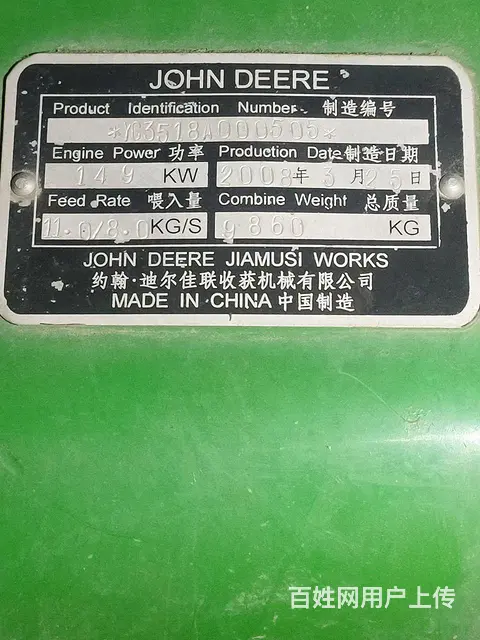 JOHN DEERE
Product Identification Number 制造编号
*YC3518A000505*
Engine Power 功率 Production Date 制造日期
149 KW 2008年 3月25日
Feed Rate 喂入量 Combine Weight 总质量
11.0/8.0 KG/S 9860 KG
JOHN DEERE JIAMUSI WORKS
约翰·迪尔佳联收获机械有限公司
MADE IN CHINA 中国制造
百姓网用户上传